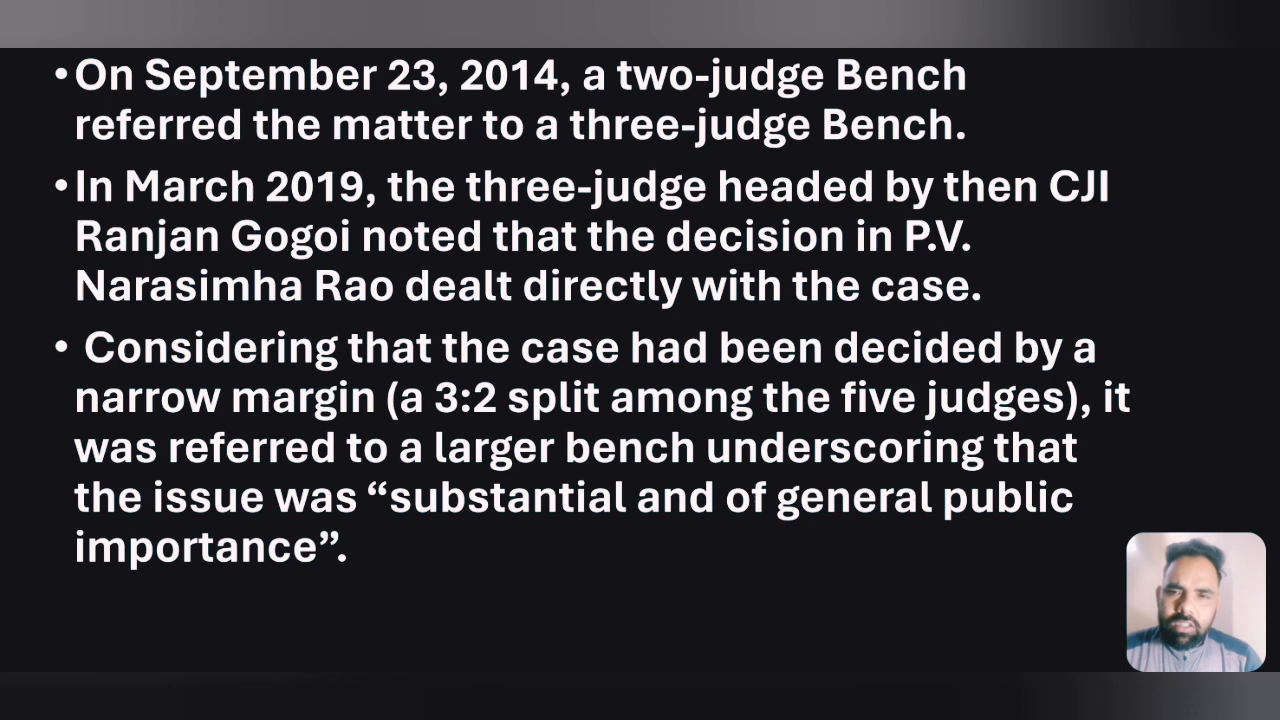 •On September 23, 2014, a two-judge Bench
referred the matter to a three-judge Bench.
•In March 2019, the three-judge headed by then CJI
Ranjan Gogoi noted that the decision in P.V.
Narasimha Rao dealt directly with the case.
• Considering that the case had been decided by a
narrow margin (a 3:2 split among the five judges), it
was referred to a larger bench underscoring that
the issue was “substantial and of general public
importance”.